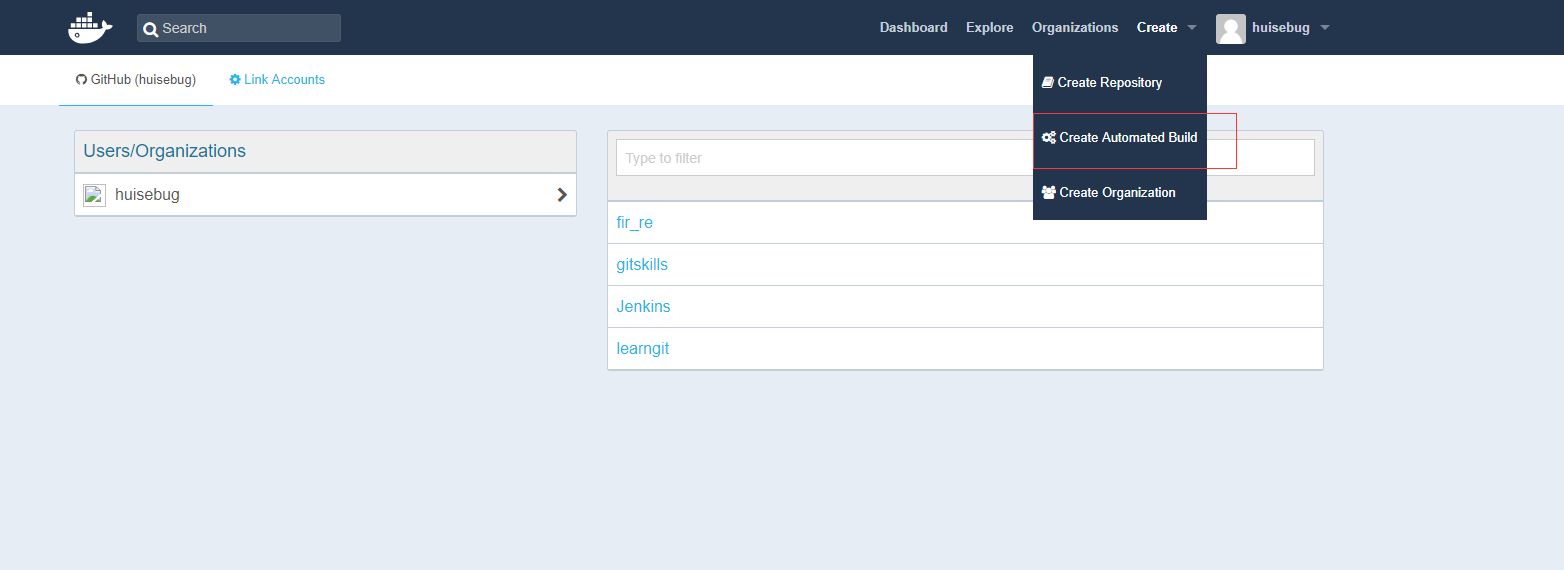 Search
Dashboard Explore Organizations Create huisebug
GitHub (huisebug) Link Accounts
Create Repository
Create Automated Build
Create Organization
Users/Organizations
huisebug
Type to filter
fir_re
gitskills
Jenkins
learngit